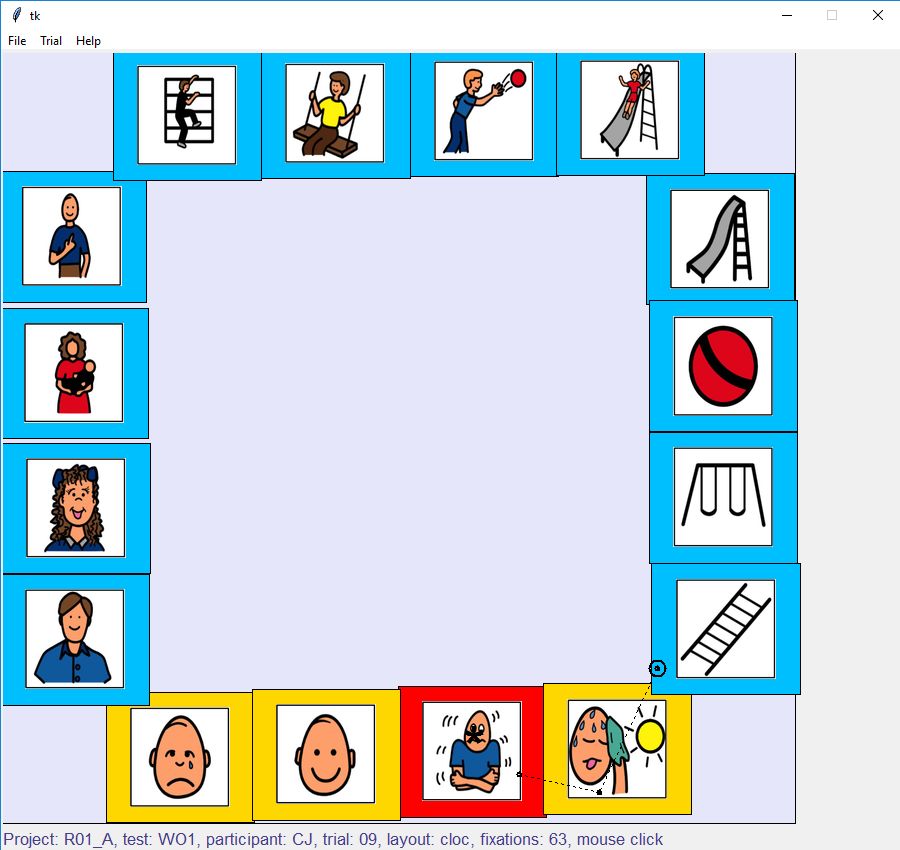 tk
File Trial Help
Project: R01_A, test: WO1, participant: CJ, trial: 09, layout: cloc, fixations: 63, mouse click